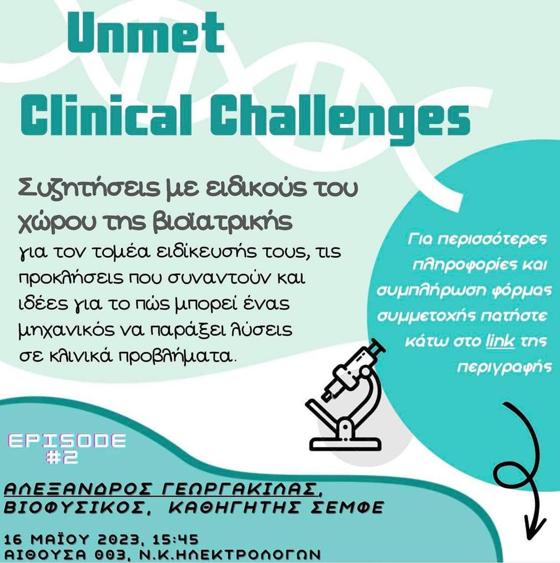 Unmet
Clinical Challenges
Συζητήσεις με ειδικούς του
χώρου της βιοϊατρικής
για τον τομέα ειδίκευσής τους, τις
προκλήσεις που συναντούν και
ιδέες για το πώς μπορεί ένας
μηχανικός να παράξει λύσεις
σε κλινικά προβλήματα.
Για περισσότερες
πληροφορίες και
συμπλήρωση φόρμας
συμμετοχής πατήστε
κάτω στο link της
περιγραφής
EPISODE
#2
ΑΛΕΞΑΝΔΡΟΣ ΓΕΩΡΓΑΚΙΛΑΣ,
ΒΙΟΦΥΣΙΚΟΣ, ΚΑΘΗΓΗΤΗΣ ΣΕΜΦΕ
16 ΜΑΪΟΥ 2023, 15:45
ΑΙΘΟΥΣΑ 003, Ν.Κ.ΗΛΕΚΤΡΟΛΟΓΩΝ